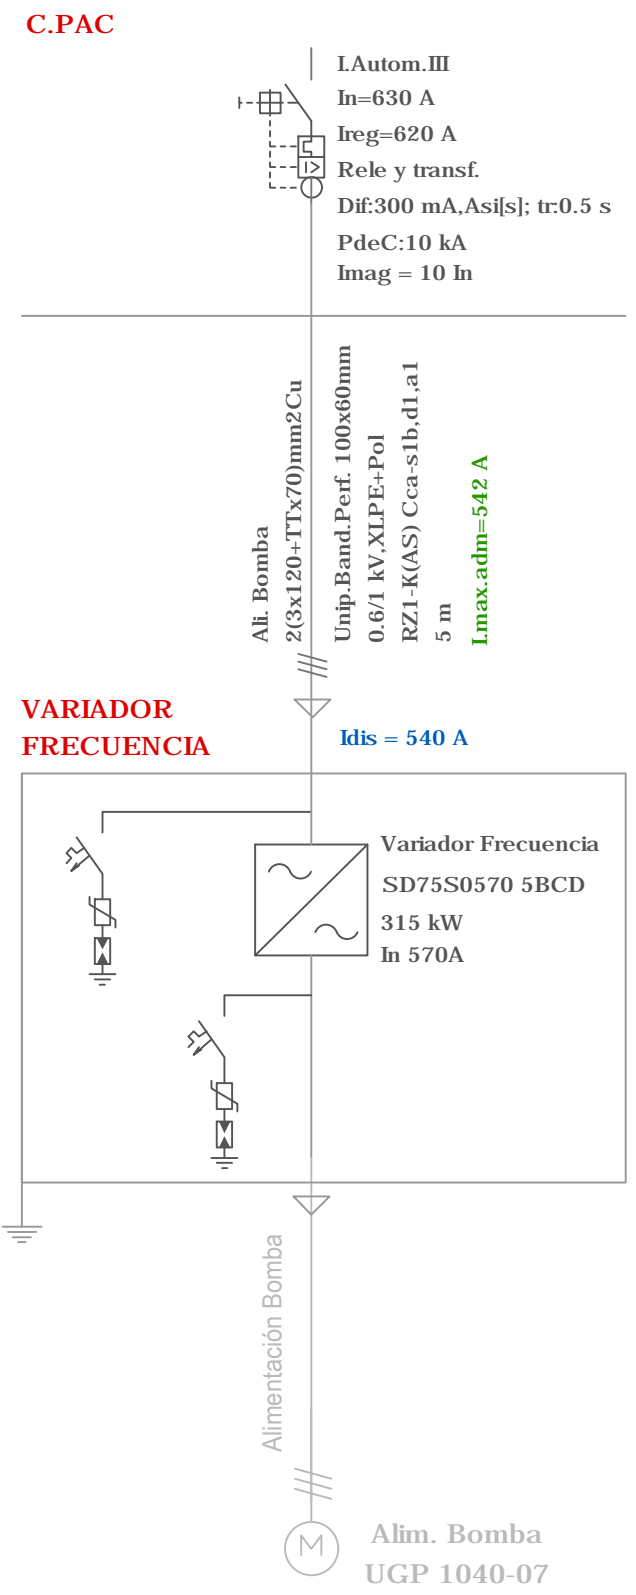 C.PAC
I.Autom.III
In=630 A
Ireg=620 A
Rele y transf.
Dif:300 mA,Asi[s]; tr:0.5 s
PdeC:10 kA
Imag = 10 In
Ali. Bomba
2(3x120+TTx70)mm2Cu
Unip.Band.Perf. 100x60mm
0.6/1 kV,XLPE+Pol
RZ1-K(AS) Cca-s1b,d1,a1
5 m
I.max.adm=542 A
VARIADOR
FRECUENCIA
Idis = 540 A
Variador Frecuencia
SD75S0570 5BCD
315 kW
In 570A
Alimentación Bomba
M
Alim. Bomba
UGP 1040-07